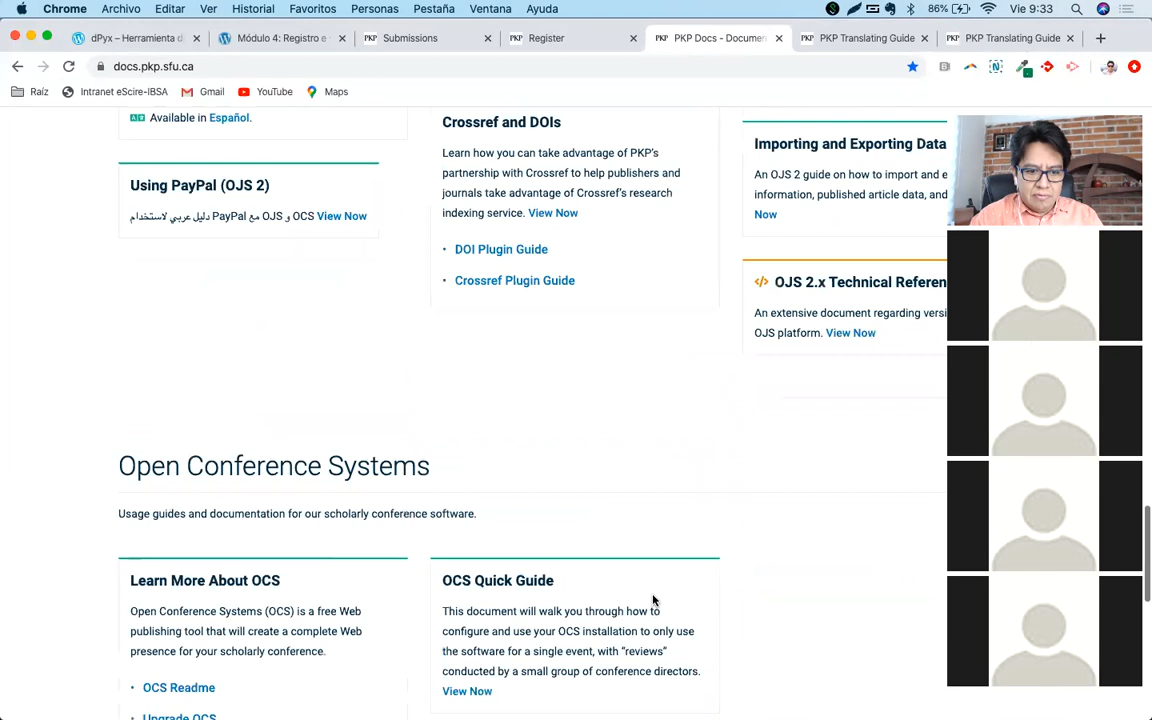 Chrome Archivo Editar Ver Historial Favoritos Personas Pestaña Ventana Ayuda 86% Vie 9:33
dPyx – Herramienta d Módulo 4: Registro e Submissions Register PKP Docs - Documen PKP Translating Guide PKP Translating Guide
docs.pkp.sfu.ca
Raíz Intranet eScire-IBSA Gmail YouTube Maps
Available in Español.
Using PayPal (OJS 2)
دليل عربي لاستخدام PayPal مع OJS و OCS View Now
Crossref and DOIs
Learn how you can take advantage of PKP's
partnership with Crossref to help publishers and
journals take advantage of Crossref's research
indexing service. View Now
DOI Plugin Guide
Crossref Plugin Guide
Importing and Exporting Data
An OJS 2 guide on how to import and e
information, published article data, and
Now
OJS 2.x Technical Referen
An extensive document regarding versi
OJS platform. View Now
Open Conference Systems
Usage guides and documentation for our scholarly conference software.
Learn More About OCS
Open Conference Systems (OCS) is a free Web
publishing tool that will create a complete Web
presence for your scholarly conference.
OCS Readme
Upgrade OCS
OCS Quick Guide
This document will walk you through how to
configure and use your OCS installation to only use
the software for a single event, with “reviews”
conducted by a small group of conference directors.
View Now